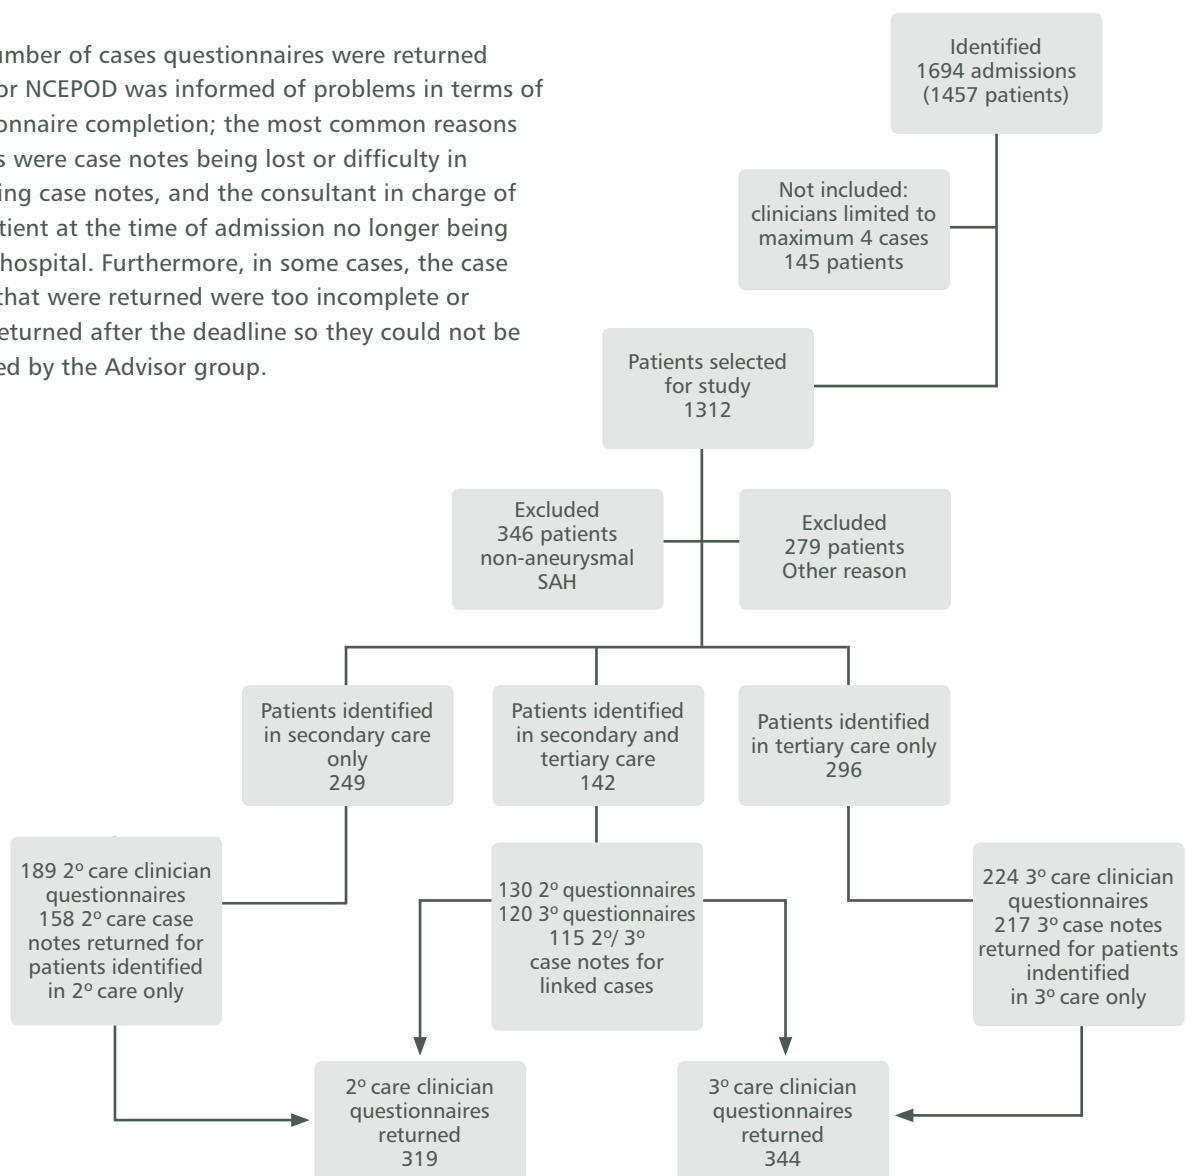 umber of cases questionnaires were returned
or NCEPOD was informed of problems in terms of
onnaire completion; the most common reasons
s were case notes being lost or difficulty in
ing case notes, and the consultant in charge of
tient at the time of admission no longer being
hospital. Furthermore, in some cases, the case
that were returned were too incomplete or
eturned after the deadline so they could not be
ed by the Advisor group.
Identified
1694 admissions
(1457 patients)
Not included:
clinicians limited to
maximum 4 cases
145 patients
Patients selected
for study
1312
Excluded
346 patients
non-aneurysmal
SAH
Excluded
279 patients
Other reason
Patients identified
in secondary care
only
249
Patients identified
in secondary and
tertiary care
142
Patients identified
in tertiary care only
296
189 2º care clinician
questionnaires
158 2º care case
notes returned for
patients identified
in 2º care only
130 2º questionnaires
120 3º questionnaires
115 2º/ 3º
case notes for
linked cases
224 3º care clinician
questionnaires
217 3º case notes
returned for patients
indentified
in 3º care only
2º care clinician
questionnaires
returned
319
3º care clinician
questionnaires
returned
344